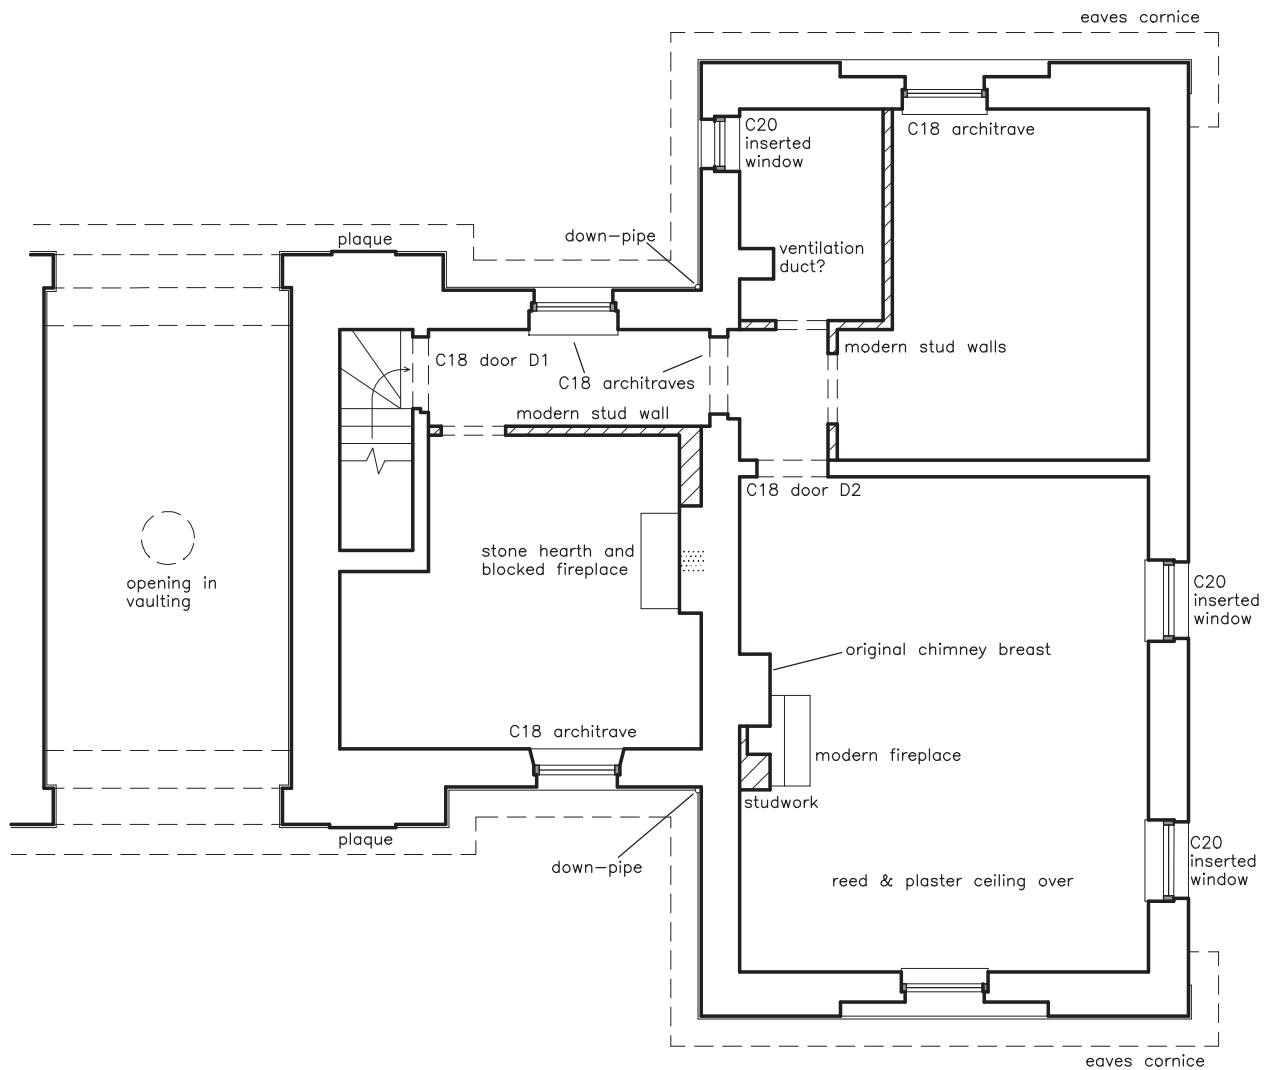 eaves cornice
C20
inserted
window
C18 architrave
plaque
down-pipe
ventilation
duct?
C18 door D1
modern stud walls
C18 architraves
modern stud wall
C18 door D2
stone hearth and
blocked fireplace
opening in
vaulting
C20
inserted
window
original chimney breast
C18 architrave
modern fireplace
studwork
plaque
down-pipe
C20
inserted
window
reed & plaster ceiling over
eaves cornice